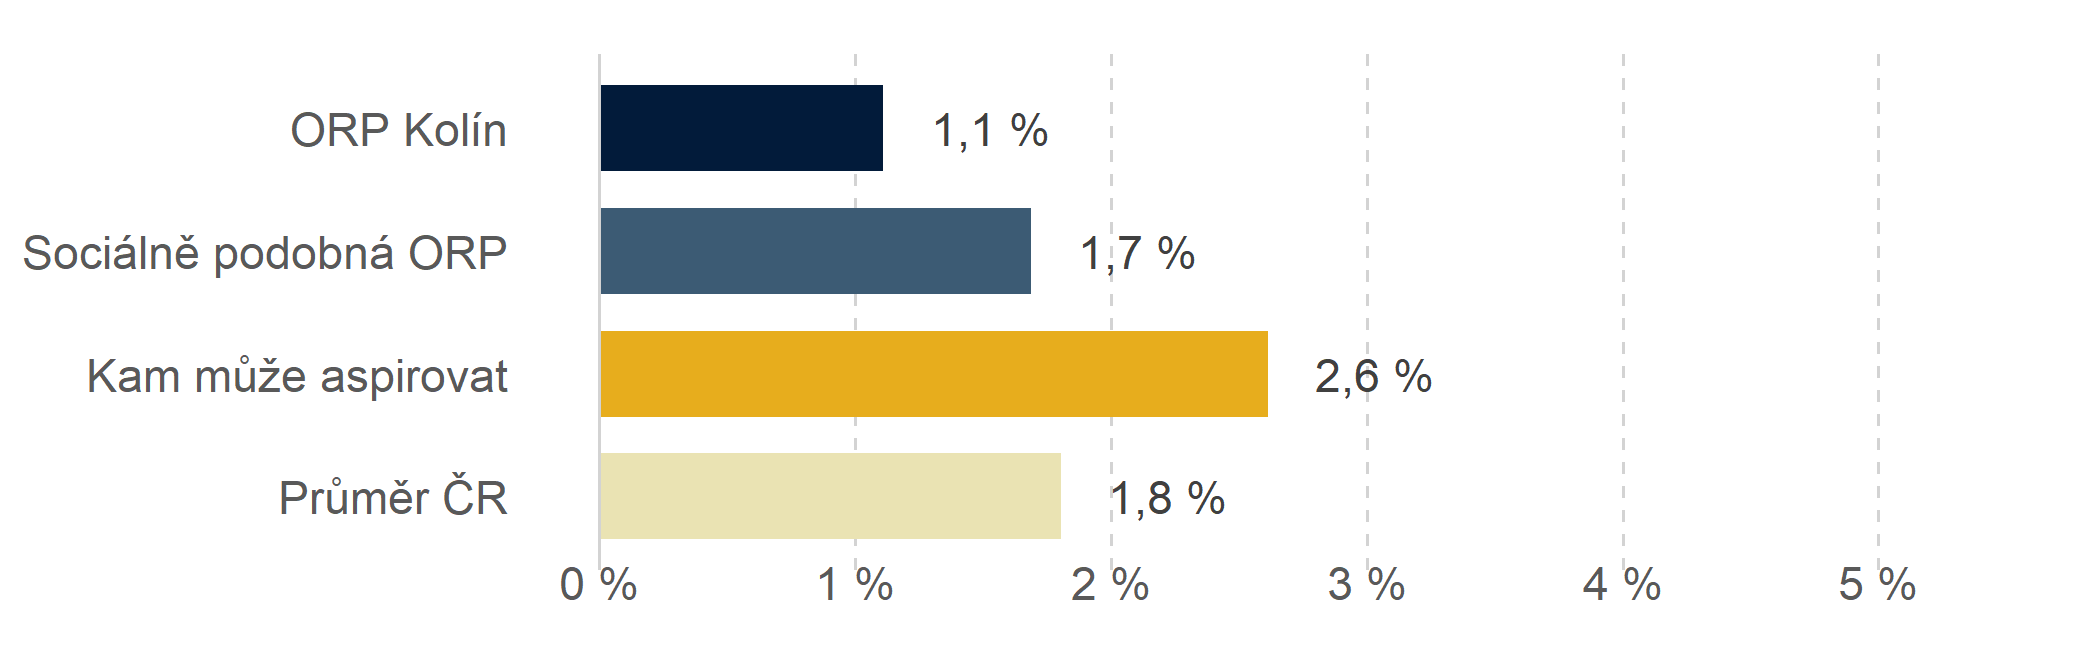 ORP Kolín 1,1 %
Sociálně podobná ORP 1,7 %
Kam může aspirovat 2,6 %
Průměr ČR 1,8 %
0 % 1 % 2 % 3 % 4 % 5 %